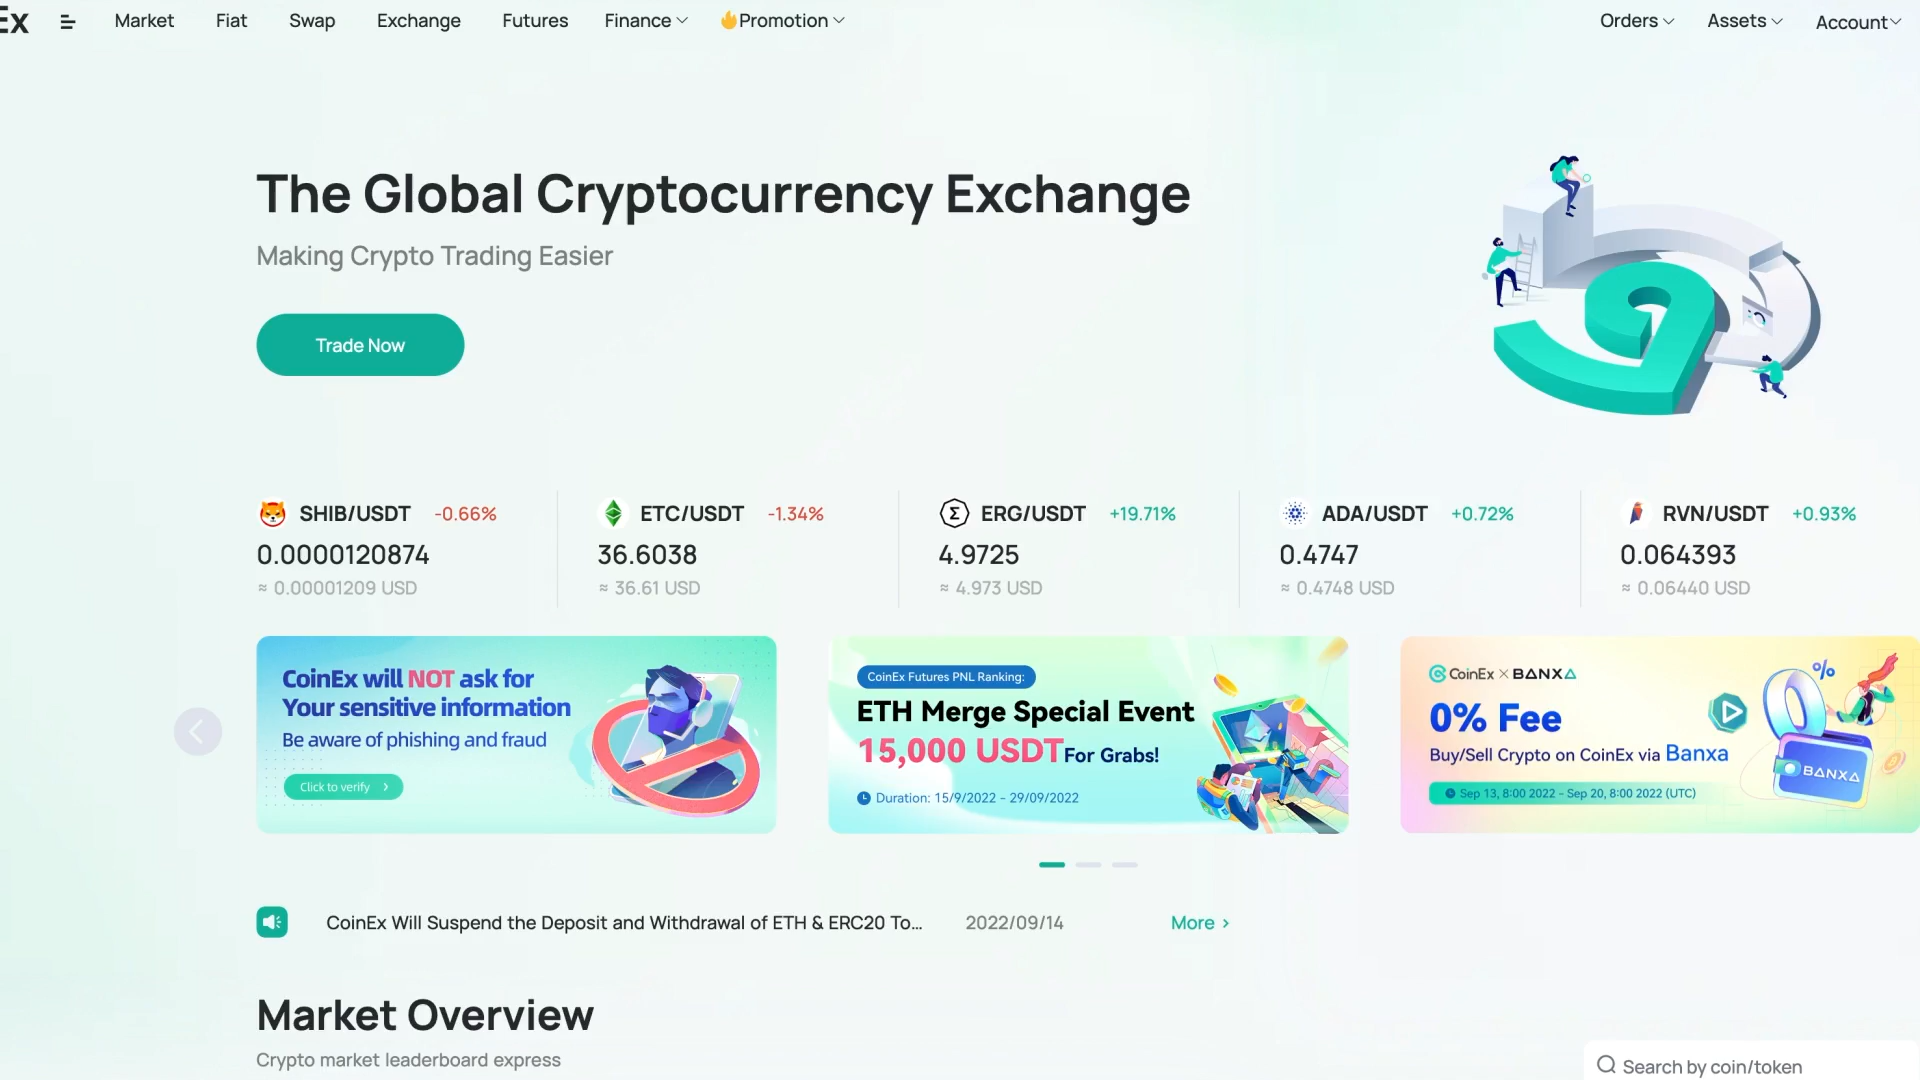 Ex Market Fiat Swap Exchange Futures Finance Promotion Orders Assets Account
The Global Cryptocurrency Exchange
Making Crypto Trading Easier
Trade Now
SHIB/USDT -0.66%
0.0000120874
≈ 0.00001209 USD
ETC/USDT -1.34%
36.6038
≈ 36.61 USD
ERG/USDT +19.71%
4.9725
≈ 4.973 USD
ADA/USDT +0.72%
0.4747
≈ 0.4748 USD
RVN/USDT +0.93%
0.064393
≈ 0.06440 USD
CoinEx will NOT ask for
Your sensitive information
Be aware of phishing and fraud
Click to verify >
CoinEx Futures PNL Ranking:
ETH Merge Special Event
15,000 USDT For Grabs!
Duration: 15/9/2022 - 29/09/2022
CoinEx × BANXA
0% Fee
Buy/Sell Crypto on CoinEx via Banxa
Sep 13, 8:00 2022 - Sep 20, 8:00 2022 (UTC)
%
BANXA
CoinEx Will Suspend the Deposit and Withdrawal of ETH & ERC20 To... 2022/09/14 More >
Market Overview
Crypto market leaderboard express
Search by coin/token